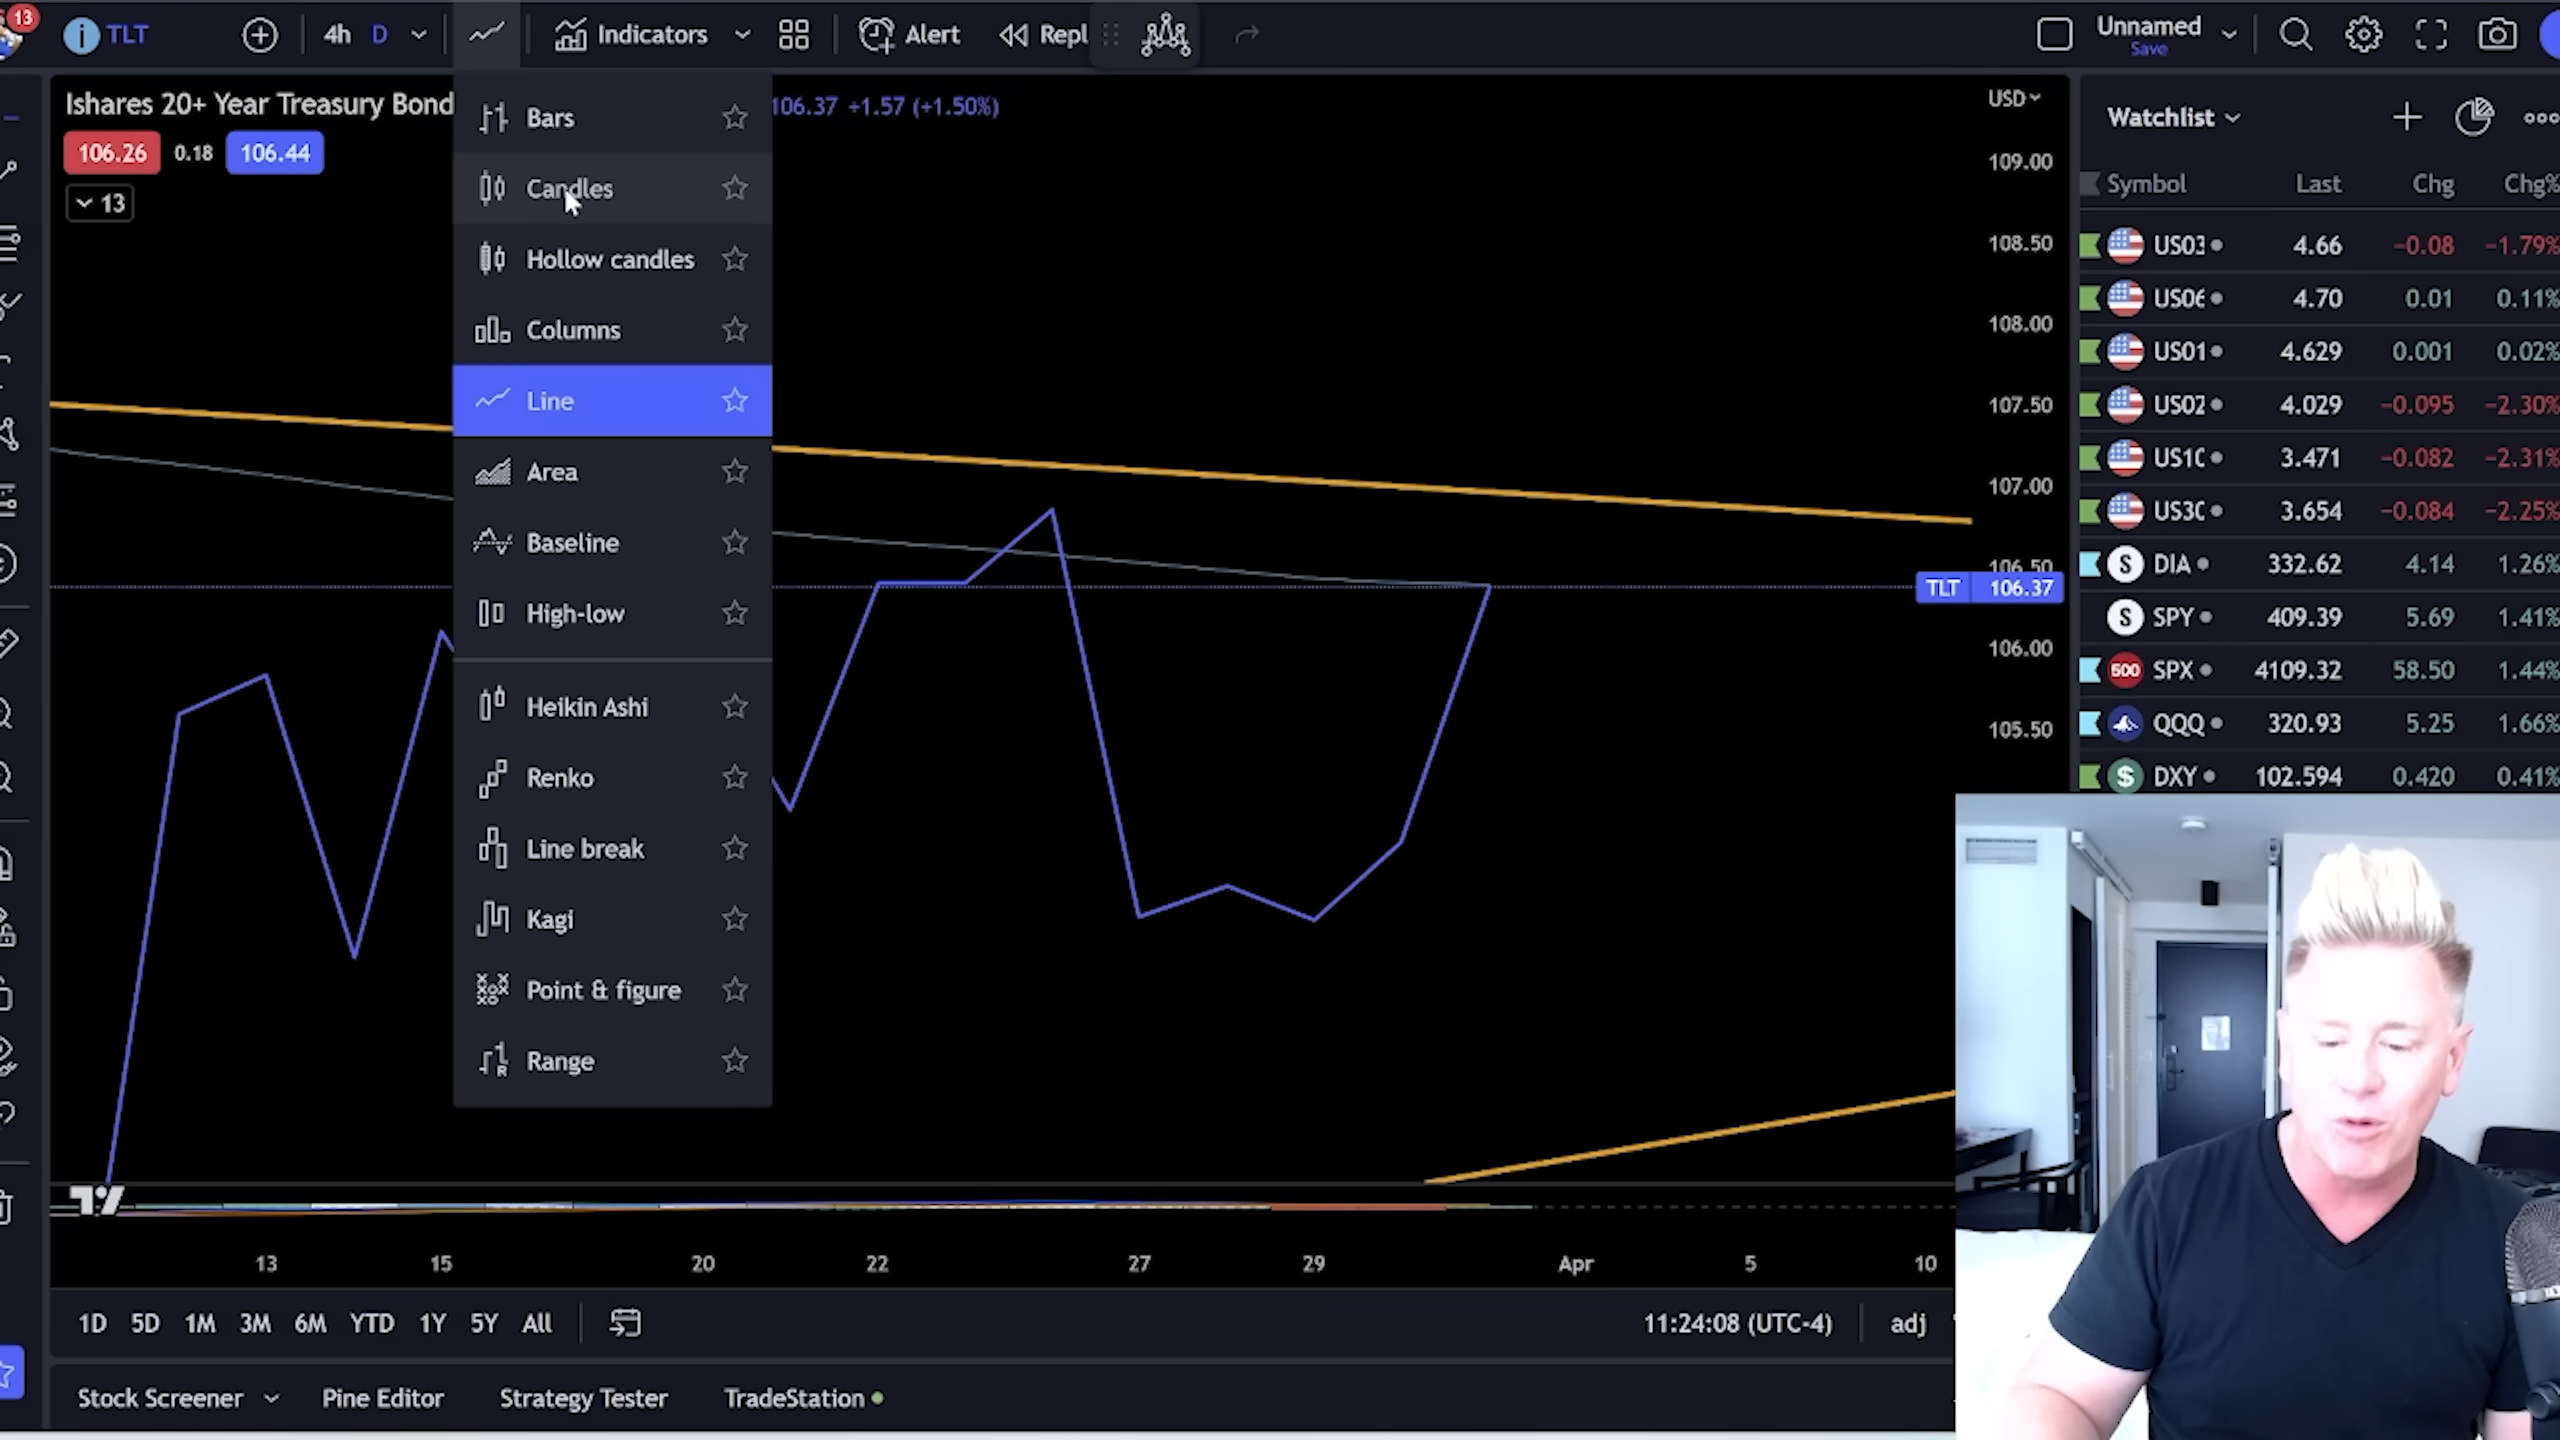 13
TLT
4h D
Indicators
Alert
Repl
Unnamed
Save
Ishares 20+ Year Treasury Bond
106.37 +1.57 (+1.50%)
106.26 0.18 106.44
13
Bars
Candles
Hollow candles
Columns
Line
Area
Baseline
High-low
Heikin Ashi
Renko
Line break
Kagi
Point & figure
Range
USD
109.00
108.50
108.00
107.50
107.00
106.50
TLT 106.37
106.00
105.50
Watchlist
Symbol Last Chg Chg%
US03 4.66 −0.08 −1.79%
US06 4.70 0.01 0.11%
US01 4.629 0.001 0.02%
US02 4.029 −0.095 −2.30%
US10 3.471 −0.082 −2.31%
US30 3.654 −0.084 −2.25%
S DIA 332.62 4.14 1.26%
S SPY 409.39 5.69 1.41%
500 SPX 4109.32 58.50 1.44%
QQQ 320.93 5.25 1.66%
$ DXY 102.594 0.420 0.41%
13 15 20 22 27 29 Apr 5 10
1D 5D 1M 3M 6M YTD 1Y 5Y All
11:24:08 (UTC-4) adj
Stock Screener Pine Editor Strategy Tester TradeStation